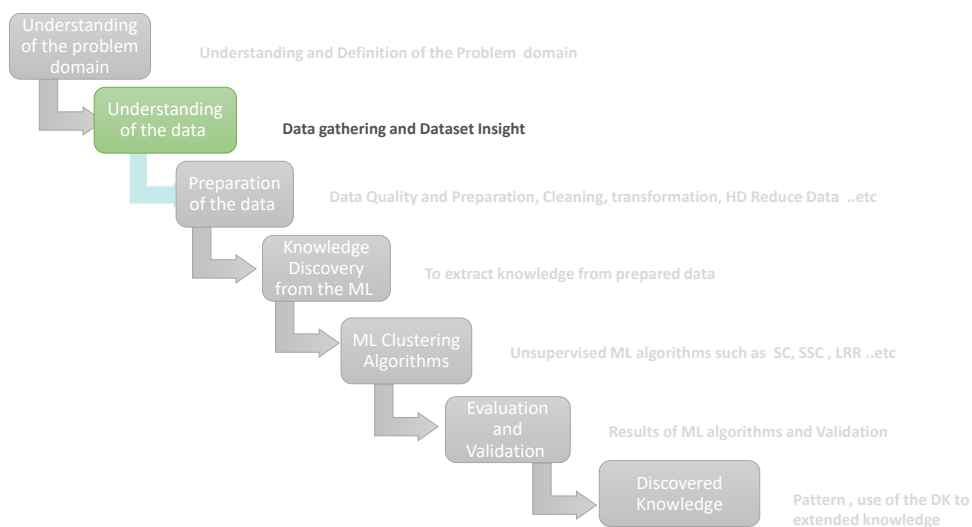 Understanding
of the problem
domain
Understanding and Definition of the Problem domain
Understanding
of the data
Data gathering and Dataset Insight
Preparation
of the data
Data Quality and Preparation, Cleaning, transformation, HD Reduce Data ..etc
Knowledge
Discovery
from the ML
To extract knowledge from prepared data
ML Clustering
Algorithms
Unsupervised ML algorithms such as SC, SSC , LRR ..etc
Evaluation
and
Validation
Results of ML algorithms and Validation
Discovered
Knowledge
Pattern , use of the DK to
extended knowledge